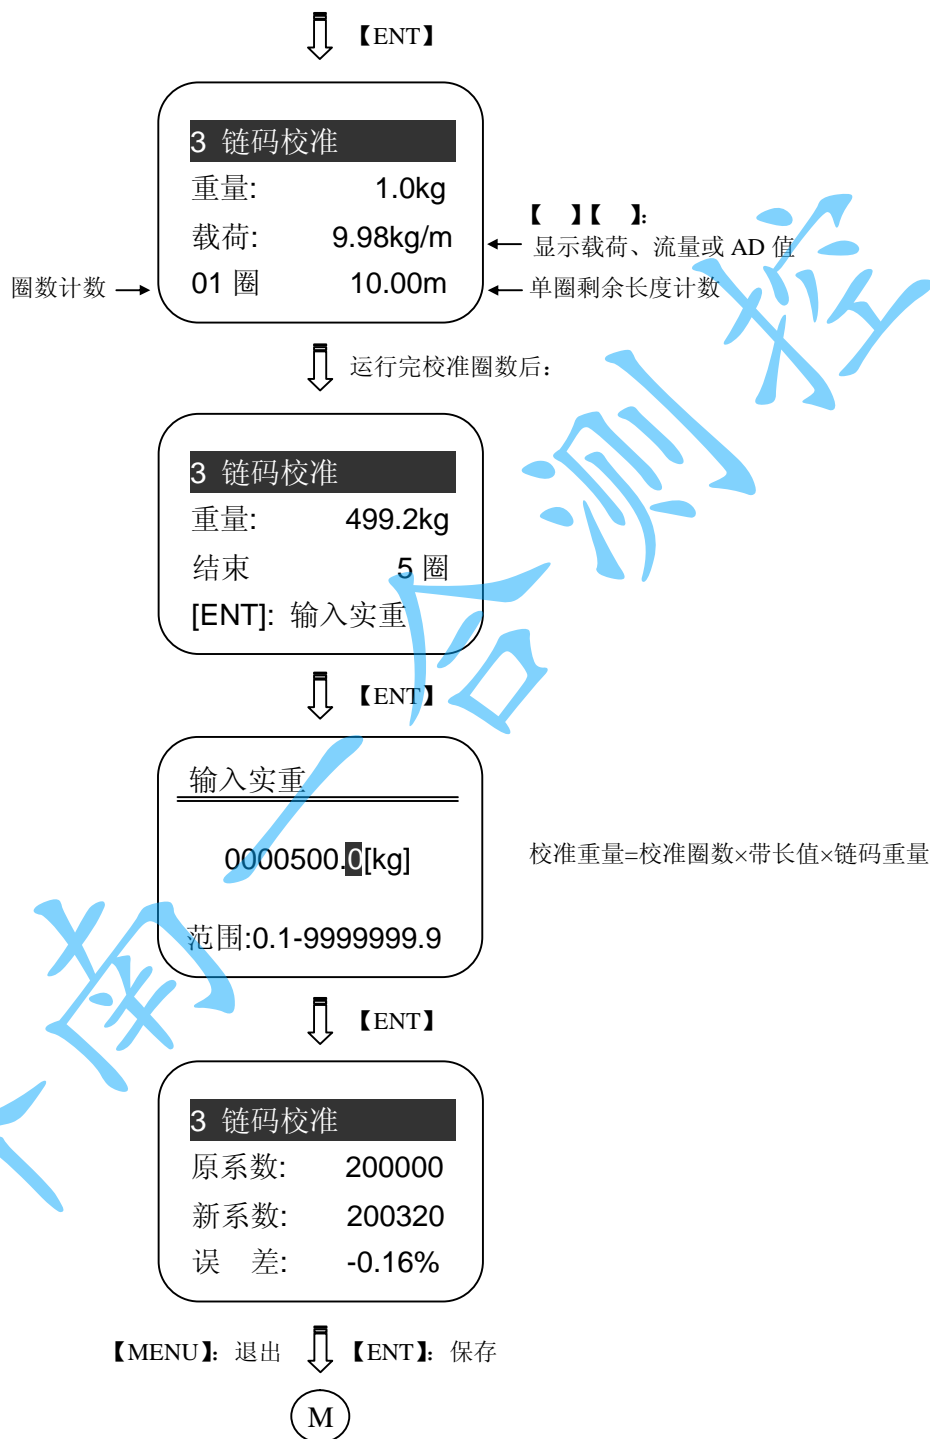 【ENT】
3 链码校准
重量: 1.0kg
载荷: 9.98kg/m
01 圈 10.00m
【 】【 】:
显示载荷、流量或 AD 值
圈数计数
单圈剩余长度计数
运行完校准圈数后:
3 链码校准
重量: 499.2kg
结束 5 圈
[ENT]: 输入实重
【ENT】
输入实重
0000500.0[kg]
范围:0.1-9999999.9
校准重量=校准圈数×带长值×链码重量
【ENT】
3 链码校准
原系数: 200000
新系数: 200320
误 差: -0.16%
【MENU】: 退出 【ENT】: 保存
M
南一合测控